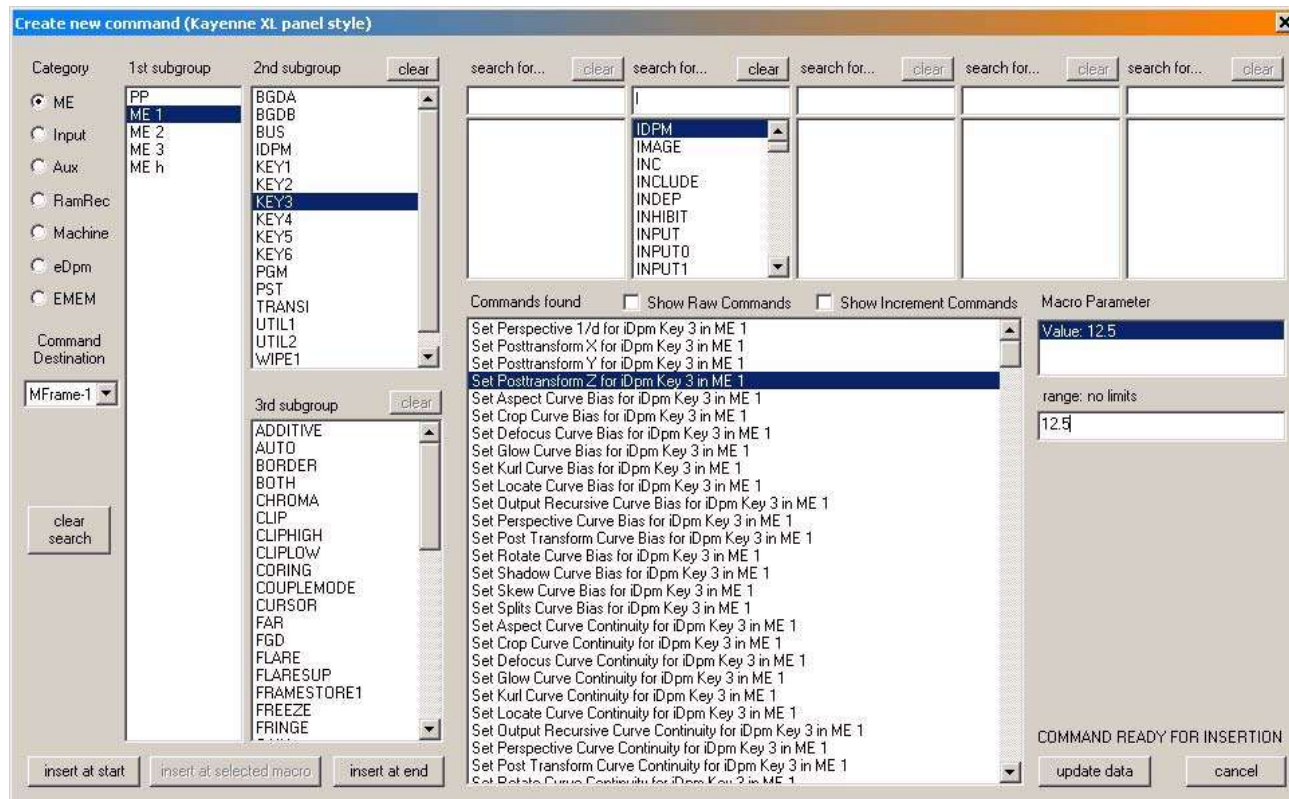 Create new command (Kayenne XL panel style)
Category
ME
Input
Aux
RamRec
Machine
eDpm
EMEM
Command
Destination
MFrame-1
clear
search
1st subgroup
PP
ME 1
ME 2
ME 3
ME h
2nd subgroup
clear
BGDA
BGDB
BUS
IDPM
KEY1
KEY2
KEY3
KEY4
KEY5
KEY6
PGM
PST
TRANSI
UTIL1
UTIL2
WIPE1
3rd subgroup
clear
ADDITIVE
AUTO
BORDER
BOTH
CHROMA
CLIP
CLIPHIGH
CLIPLOW
CORING
COUPLEMODE
CURSOR
FAR
FGD
FLARE
FLARESUP
FRAMESTORE1
FREEZE
FRINGE
insert at start
insert at selected macro
insert at end
search for...
clear
search for...
clear
I
IDPM
IMAGE
INC
INCLUDE
INDEP
INHIBIT
INPUT
INPUT0
INPUT1
search for...
clear
search for...
clear
search for...
clear
Commands found
Show Raw Commands
Show Increment Commands
Set Perspective 1/d for iDpm Key 3 in ME 1
Set Posttransform X for iDpm Key 3 in ME 1
Set Posttransform Y for iDpm Key 3 in ME 1
Set Posttransform Z for iDpm Key 3 in ME 1
Set Aspect Curve Bias for iDpm Key 3 in ME 1
Set Crop Curve Bias for iDpm Key 3 in ME 1
Set Defocus Curve Bias for iDpm Key 3 in ME 1
Set Glow Curve Bias for iDpm Key 3 in ME 1
Set Kurl Curve Bias for iDpm Key 3 in ME 1
Set Locate Curve Bias for iDpm Key 3 in ME 1
Set Output Recursive Curve Bias for iDpm Key 3 in ME 1
Set Perspective Curve Bias for iDpm Key 3 in ME 1
Set Post Transform Curve Bias for iDpm Key 3 in ME 1
Set Rotate Curve Bias for iDpm Key 3 in ME 1
Set Shadow Curve Bias for iDpm Key 3 in ME 1
Set Skew Curve Bias for iDpm Key 3 in ME 1
Set Splits Curve Bias for iDpm Key 3 in ME 1
Set Aspect Curve Continuity for iDpm Key 3 in ME 1
Set Crop Curve Continuity for iDpm Key 3 in ME 1
Set Defocus Curve Continuity for iDpm Key 3 in ME 1
Set Glow Curve Continuity for iDpm Key 3 in ME 1
Set Kurl Curve Continuity for iDpm Key 3 in ME 1
Set Locate Curve Continuity for iDpm Key 3 in ME 1
Set Output Recursive Curve Continuity for iDpm Key 3 in ME 1
Set Perspective Curve Continuity for iDpm Key 3 in ME 1
Set Post Transform Curve Continuity for iDpm Key 3 in ME 1
Set Rotate Curve Continuity for iDpm Key 3 in ME 1
Macro Parameter
Value: 12.5
range: no limits
12.5
COMMAND READY FOR INSERTION
update data
cancel